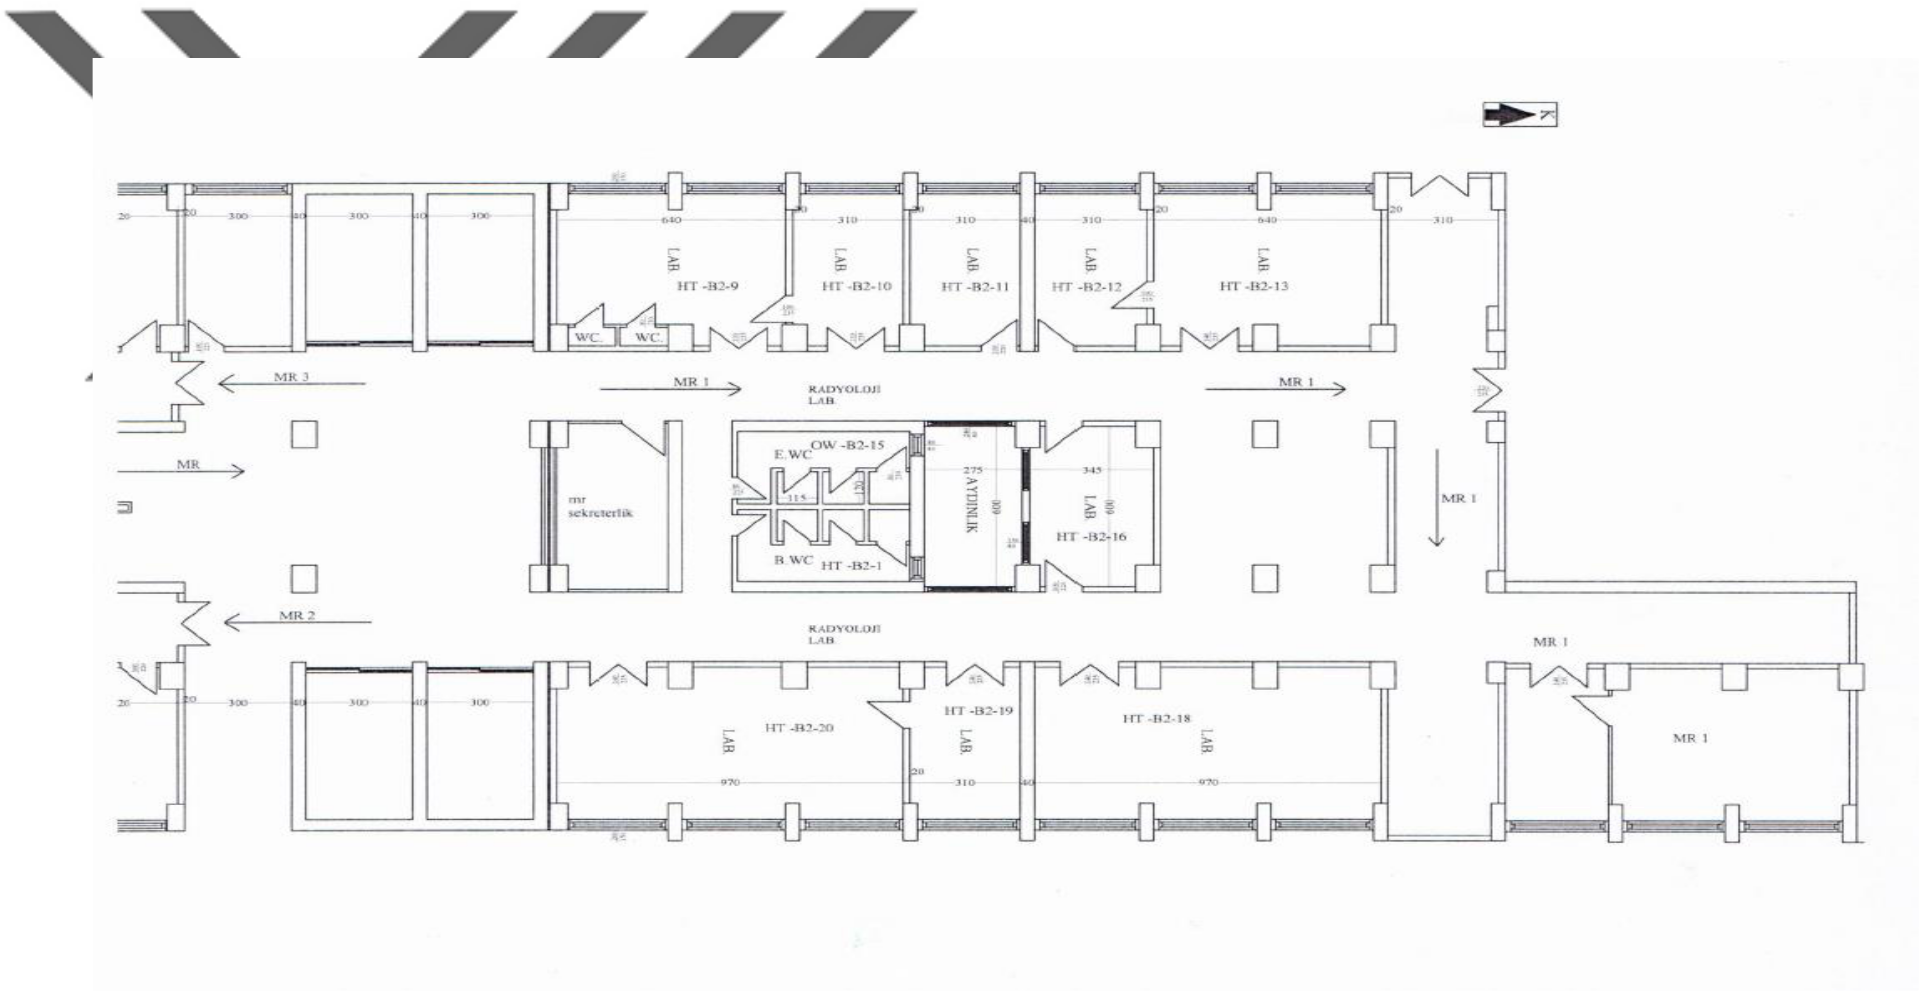 K
20 20 300 40 300 40 300 640 20 310 20 310 40 310 20 640 20 310
LAB. LAB. LAB. LAB. LAB.
HT -B2-9 HT -B2-10 HT -B2-11 HT -B2-12 HT -B2-13
WC. WC.
MR 3 MR 1 RADYOLOJI MR 1
LAB.
OW -B2-15
E.WC
MR 275 345
115 120 AYDINLIK 600 LAB. 600 MR 1
mr
sekreterlik
HT -B2-16
B.WC HT -B2-1
MR 2 RADYOLOJI
LAB.
MR 1
20 20 300 40 300 40 300
HT -B2-20 HT -B2-19 HT -B2-18
LAB. LAB. LAB. MR 1
970 20 310 40 970